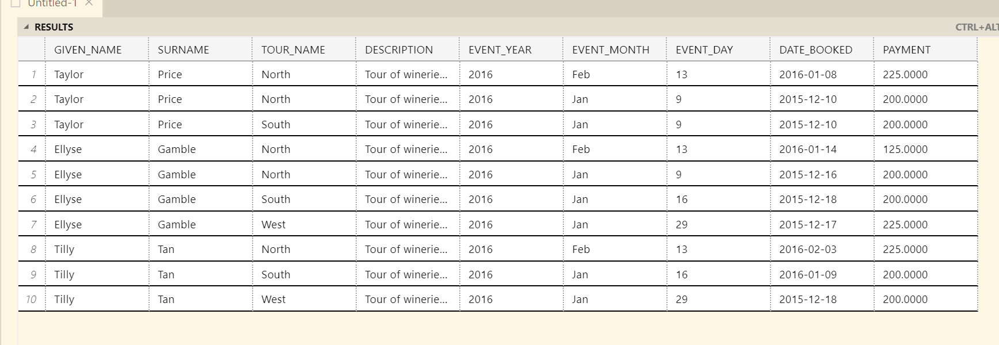 Untitled-1
RESULTS CTRL+ALT
GIVEN_NAME SURNAME TOUR_NAME DESCRIPTION EVENT_YEAR EVENT_MONTH EVENT_DAY DATE_BOOKED PAYMENT
1 Taylor Price North Tour of winerie... 2016 Feb 13 2016-01-08 225.0000
2 Taylor Price North Tour of winerie... 2016 Jan 9 2015-12-10 200.0000
3 Taylor Price South Tour of winerie... 2016 Jan 9 2015-12-10 200.0000
4 Ellyse Gamble North Tour of winerie... 2016 Feb 13 2016-01-14 125.0000
5 Ellyse Gamble North Tour of winerie... 2016 Jan 9 2015-12-16 200.0000
6 Ellyse Gamble South Tour of winerie... 2016 Jan 16 2015-12-18 200.0000
7 Ellyse Gamble West Tour of winerie... 2016 Jan 29 2015-12-17 225.0000
8 Tilly Tan North Tour of winerie... 2016 Feb 13 2016-02-03 225.0000
9 Tilly Tan South Tour of winerie... 2016 Jan 16 2016-01-09 200.0000
10 Tilly Tan West Tour of winerie... 2016 Jan 29 2015-12-18 200.0000